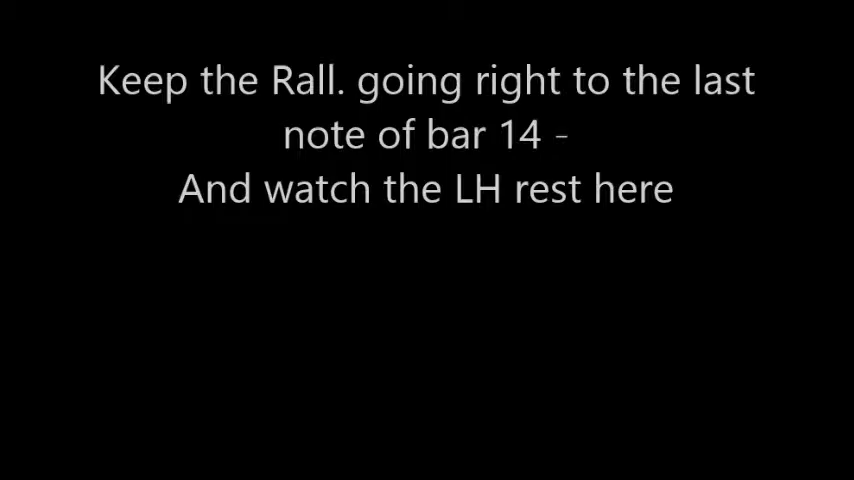 Keep the Rall. going right to the last
note of bar 14 -
And watch the LH rest here